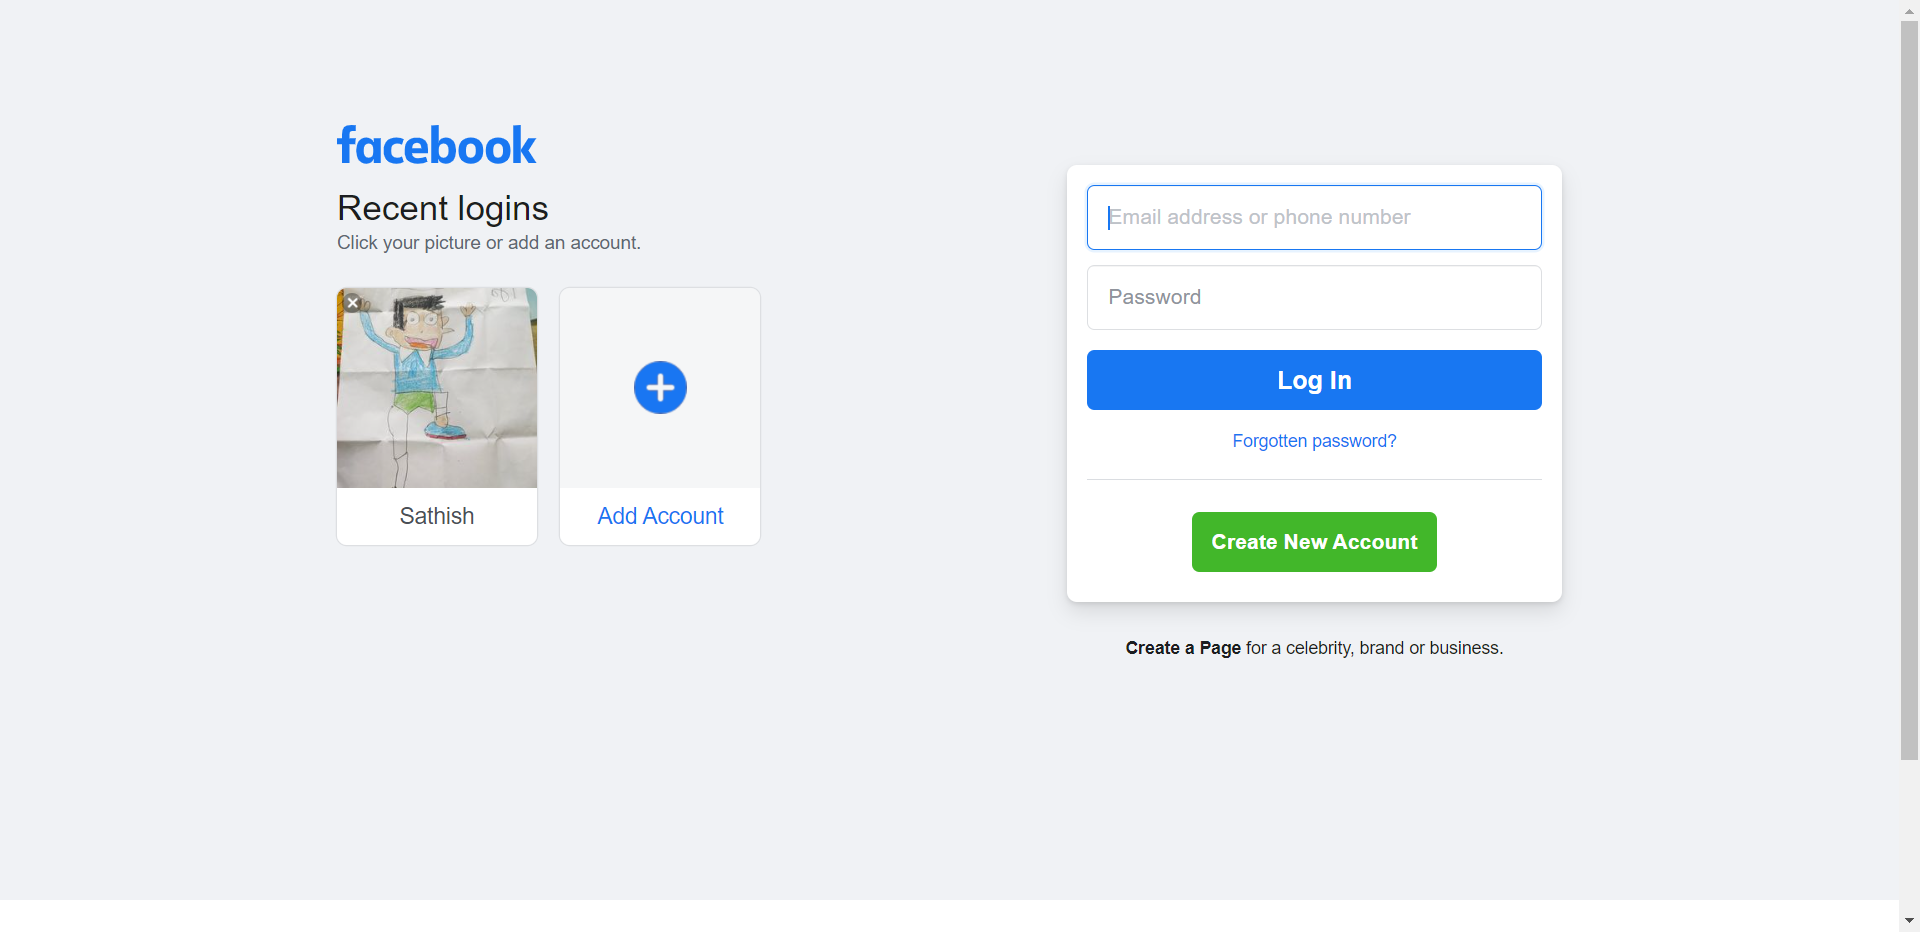 facebook
Recent logins
Click your picture or add an account.
Sathish
Add Account
Email address or phone number
Password
Log In
Forgotten password?
Create New Account
Create a Page for a celebrity, brand or business.